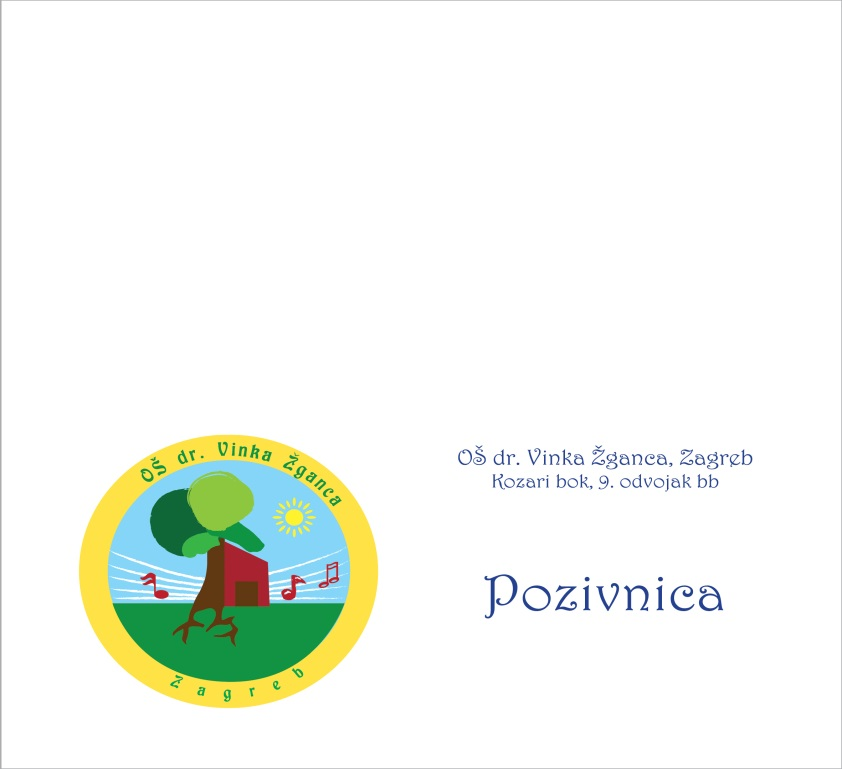 OŠ dr. Vinka Žganca
Zagreb
OŠ dr. Vinka Žganca, Zagreb
Kozari bok, 9. odvojak bb
Pozivnica